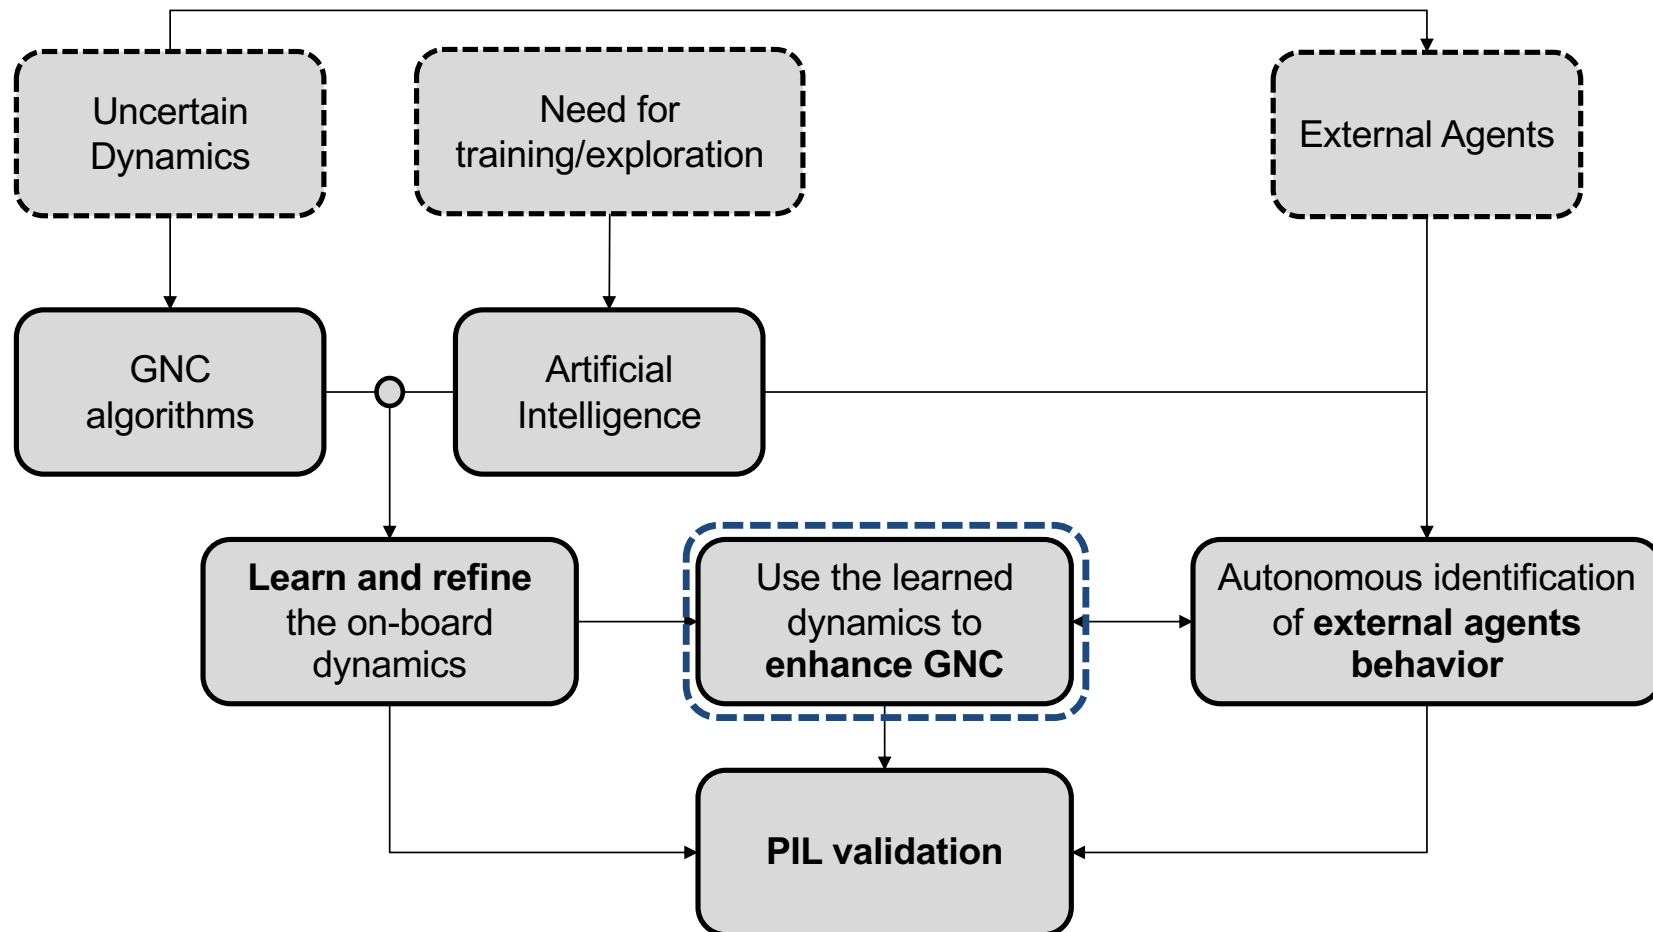 Uncertain
Dynamics
Need for
training/exploration
External Agents
GNC
algorithms
Artificial
Intelligence
Learn and refine
the on-board
dynamics
Use the learned
dynamics to
enhance GNC
Autonomous identification
of external agents
behavior
PIL validation